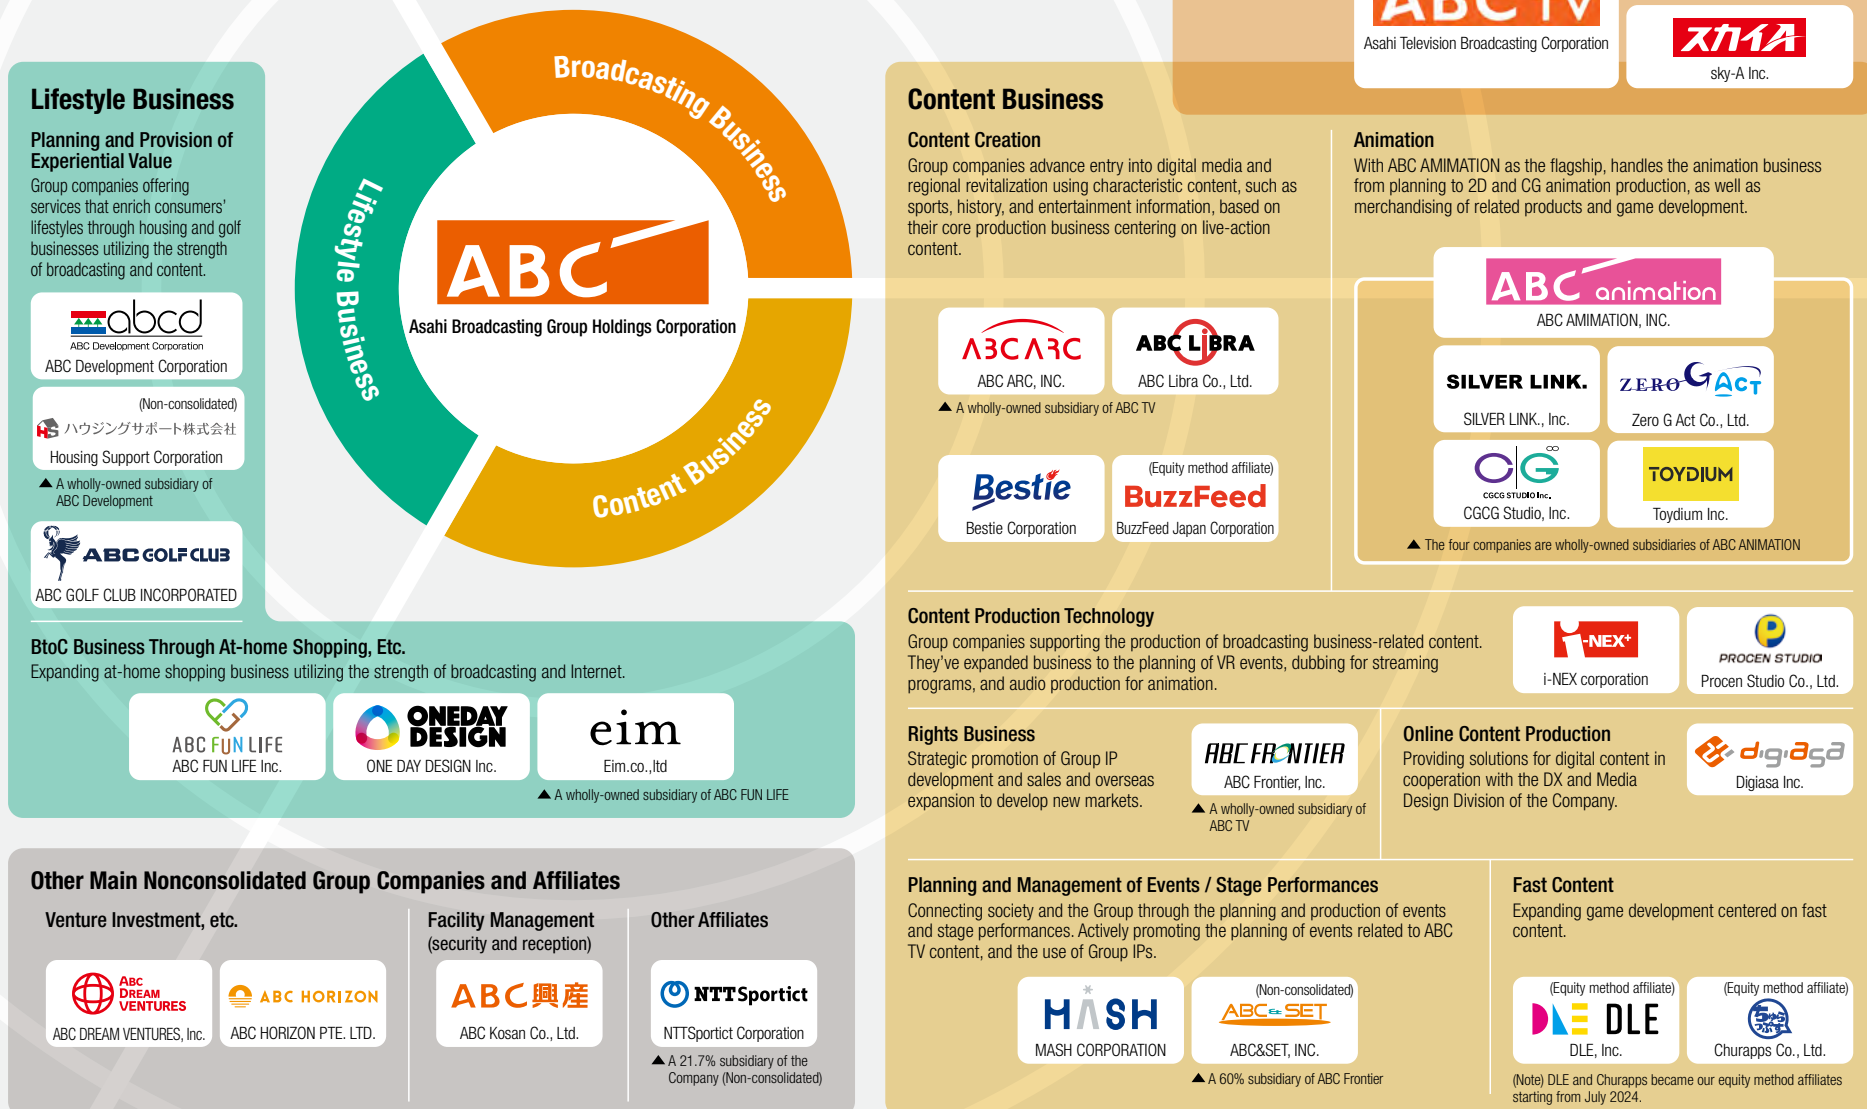 Lifestyle Business
Planning and Provision of
Experiential Value
Group companies offering
services that enrich consumers'
lifestyles through housing and golf
businesses utilizing the strength
of broadcasting and content.
abcd
ABC Development Corporation
ABC Development Corporation
(Non-consolidated)
HS ハウジングサポート株式会社
Housing Support Corporation
▲ A wholly-owned subsidiary of
ABC Development
ABC GOLF CLUB
ABC GOLF CLUB INCORPORATED
BtoC Business Through At-home Shopping, Etc.
Expanding at-home shopping business utilizing the strength of broadcasting and Internet.
ABC FUN LIFE
ABC FUN LIFE Inc.
ONEDAY
DESIGN
ONE DAY DESIGN Inc.
eim
Eim.co.,ltd
▲ A wholly-owned subsidiary of ABC FUN LIFE
Broadcasting Business
Lifestyle Business
Content Business
ABC
Asahi Broadcasting Group Holdings Corporation
ABC TV
Asahi Television Broadcasting Corporation
スカイA
sky-A Inc.
Content Business
Content Creation
Group companies advance entry into digital media and
regional revitalization using characteristic content, such as
sports, history, and entertainment information, based on
their core production business centering on live-action
content.
ABC ARC
ABC ARC, INC.
ABC LiBRA
ABC Libra Co., Ltd.
▲ A wholly-owned subsidiary of ABC TV
Bestie
Bestie Corporation
(Equity method affiliate)
BuzzFeed
BuzzFeed Japan Corporation
Animation
With ABC AMIMATION as the flagship, handles the animation business
from planning to 2D and CG animation production, as well as
merchandising of related products and game development.
ABC animation
ABC AMIMATION, INC.
SILVER LINK.
SILVER LINK., Inc.
ZERO G ACT
Zero G Act Co., Ltd.
CG
CGCG STUDIO Inc.
CGCG Studio, Inc.
TOYDIUM
Toydium Inc.
▲ The four companies are wholly-owned subsidiaries of ABC ANIMATION
Content Production Technology
Group companies supporting the production of broadcasting business-related content.
They've expanded business to the planning of VR events, dubbing for streaming
programs, and audio production for animation.
i-NEX+
i-NEX corporation
P
PROCEN STUDIO
Procen Studio Co., Ltd.
Rights Business
Strategic promotion of Group IP
development and sales and overseas
expansion to develop new markets.
ABC FRONTIER
ABC Frontier, Inc.
▲ A wholly-owned subsidiary of
ABC TV
Online Content Production
Providing solutions for digital content in
cooperation with the DX and Media
Design Division of the Company.
digiasa
Digiasa Inc.
Planning and Management of Events / Stage Performances
Connecting society and the Group through the planning and production of events
and stage performances. Actively promoting the planning of events related to ABC
TV content, and the use of Group IPs.
MASH
MASH CORPORATION
(Non-consolidated)
ABC&SET
ABC&SET, INC.
▲ A 60% subsidiary of ABC Frontier
Fast Content
Expanding game development centered on fast
content.
(Equity method affiliate)
DLE DLE
DLE, Inc.
(Equity method affiliate)
ちゅらっぷす
Churapps Co., Ltd.
(Note) DLE and Churapps became our equity method affiliates
starting from July 2024.
Other Main Nonconsolidated Group Companies and Affiliates
Venture Investment, etc.
ABC
DREAM
VENTURES
ABC DREAM VENTURES, Inc.
ABC HORIZON
ABC HORIZON PTE. LTD.
Facility Management
(security and reception)
ABC興産
ABC Kosan Co., Ltd.
Other Affiliates
NTTSportict
NTTSportict Corporation
▲ A 21.7% subsidiary of the
Company (Non-consolidated)